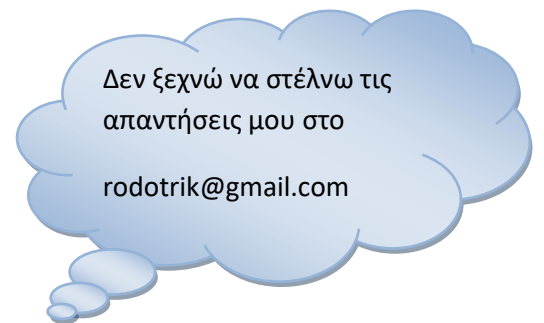 Δεν ξεχνώ να στέλνω τις
απαντήσεις μου στο
rodotrik@gmail.com